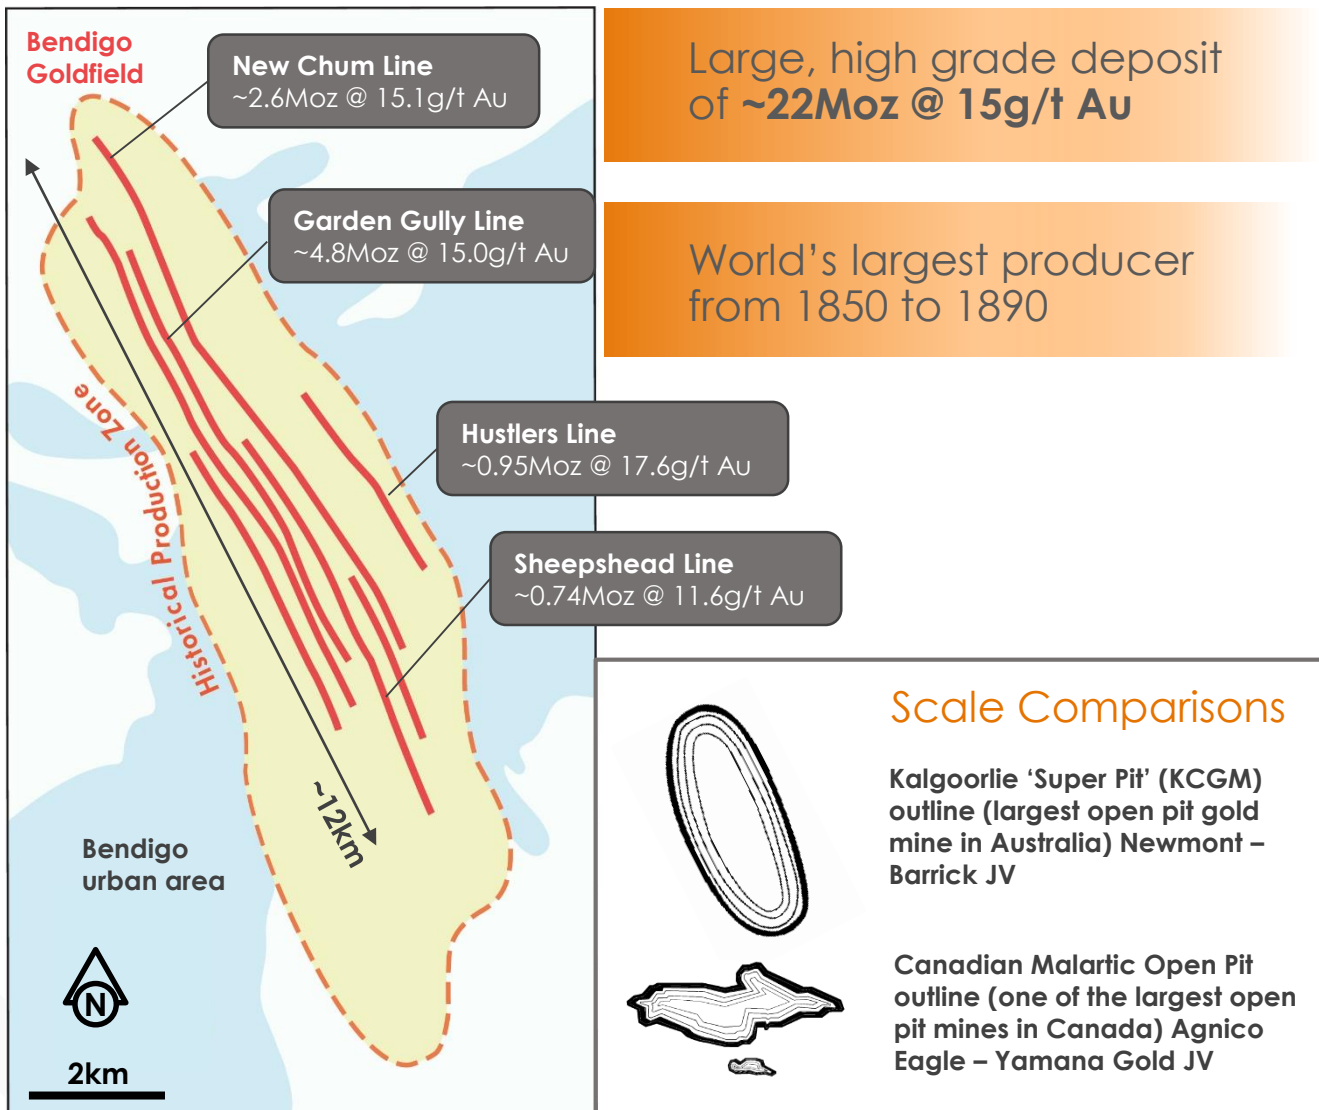 Bendigo
Goldfield
New Chum Line
~2.6Moz @ 15.1g/t Au
Garden Gully Line
~4.8Moz @ 15.0g/t Au
Large, high grade deposit
of ~22Moz @ 15g/t Au
World's largest producer
from 1850 to 1890
Hustlers Line
~0.95Moz @ 17.6g/t Au
Sheepshead Line
~0.74Moz @ 11.6g/t Au
Historical Production Zone
~12km
Bendigo
urban area
N
2km
Scale Comparisons
Kalgoorlie ‘Super Pit’ (KCGM)
outline (largest open pit gold
mine in Australia) Newmont –
Barrick JV
Canadian Malartic Open Pit
outline (one of the largest open
pit mines in Canada) Agnico
Eagle – Yamana Gold JV